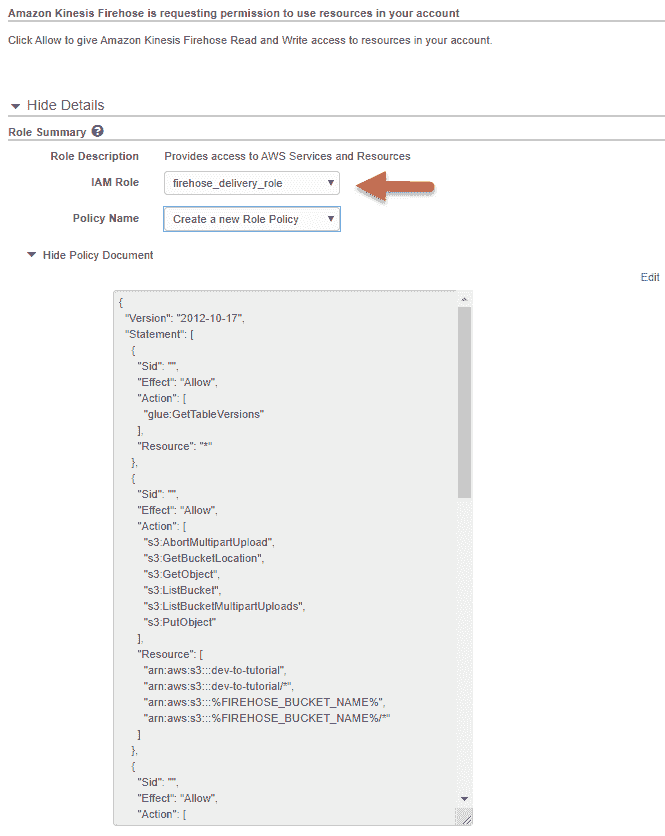 Amazon Kinesis Firehose is requesting permission to use resources in your account
Click Allow to give Amazon Kinesis Firehose Read and Write access to resources in your account.
Hide Details
Role Summary ?
Role Description Provides access to AWS Services and Resources
IAM Role firehose_delivery_role
Policy Name Create a new Role Policy
Hide Policy Document
Edit
{
"Version": "2012-10-17",
"Statement": [
{
"Sid": "",
"Effect": "Allow",
"Action": [
"glue:GetTableVersions"
],
"Resource": "*"
},
{
"Sid": "",
"Effect": "Allow",
"Action": [
"s3:AbortMultipartUpload",
"s3:GetBucketLocation",
"s3:GetObject",
"s3:ListBucket",
"s3:ListBucketMultipartUploads",
"s3:PutObject"
],
"Resource": [
"arn:aws:s3:::dev-to-tutorial",
"arn:aws:s3:::dev-to-tutorial/*",
"arn:aws:s3:::%FIREHOSE_BUCKET_NAME%",
"arn:aws:s3:::%FIREHOSE_BUCKET_NAME%/*"
]
},
{
"Sid": "",
"Effect": "Allow",
"Action": [